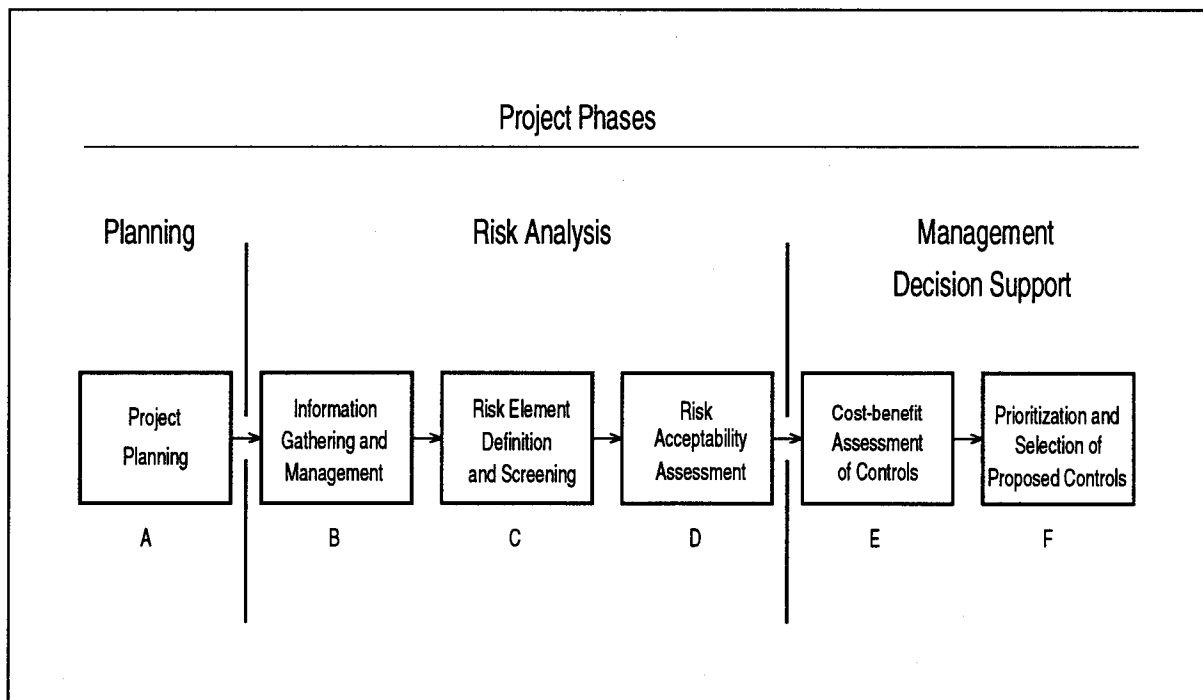 Project Phases
Planning
Risk Analysis
Management
Decision Support
Project
Planning
Information
Gathering and
Management
Risk Element
Definition
and Screening
Risk
Acceptability
Assessment
Cost-benefit
Assessment
of Controls
Prioritization and
Selection of
Proposed Controls
A
B
C
D
E
F